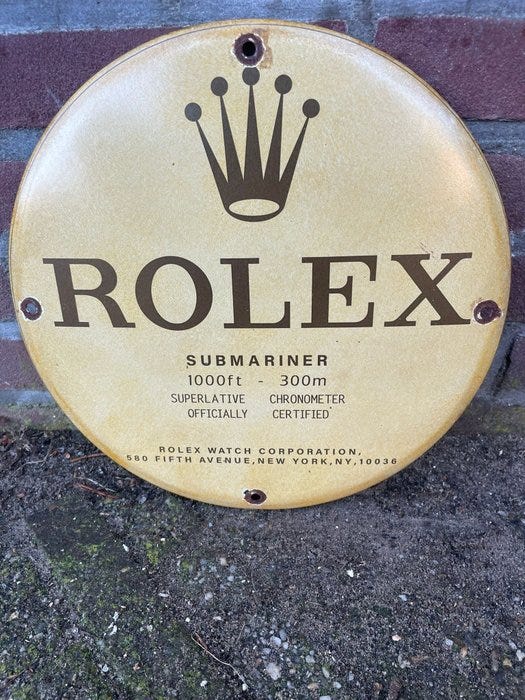 ROLEX
SUBMARINER
1000ft - 300m
SUPERLATIVE CHRONOMETER
OFFICIALLY CERTIFIED
ROLEX WATCH CORPORATION,
580 FIFTH AVENUE,NEW YORK,NY,10036